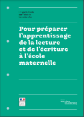 Pour préparer
l'apprentissage
de la lecture
et de l'écriture
à l'école
maternelle